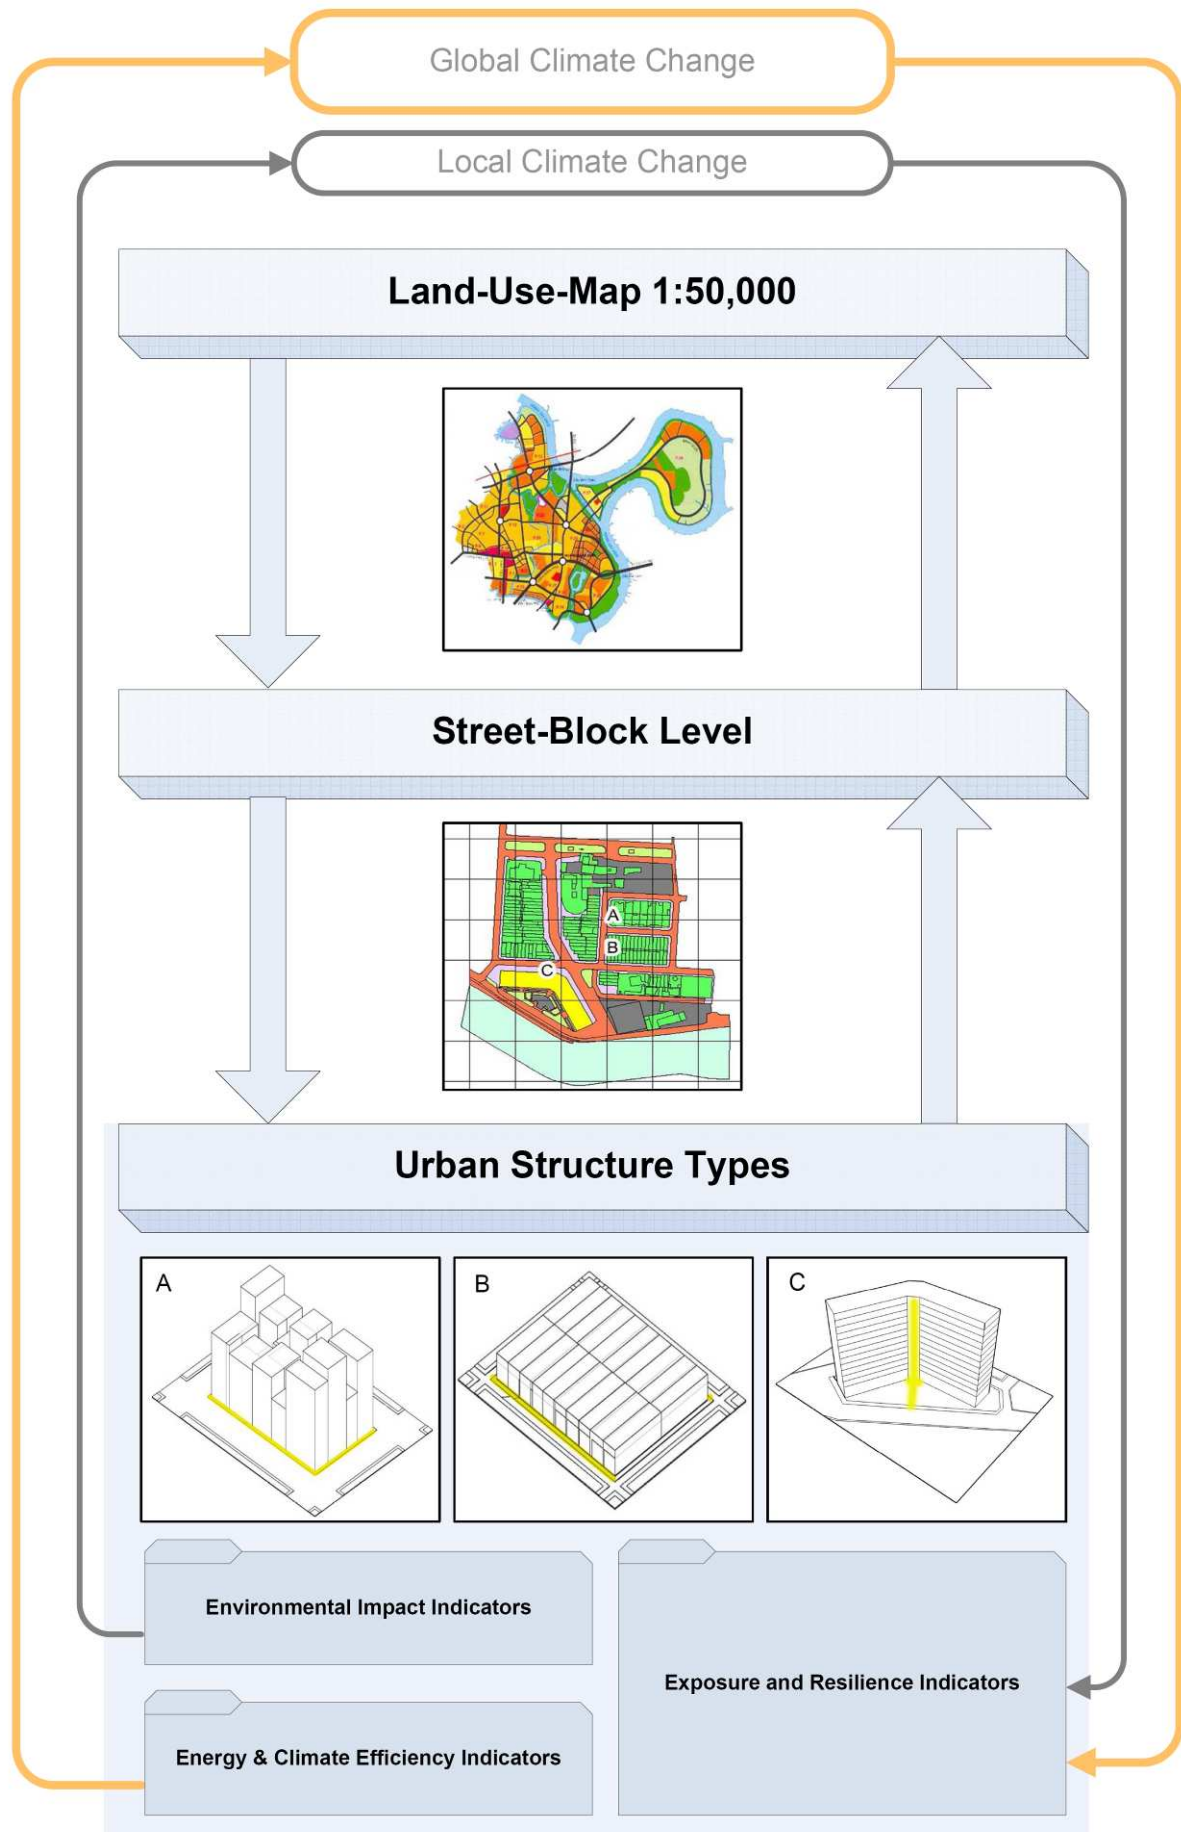 Global Climate Change
Local Climate Change
Land-Use-Map 1:50,000
Street-Block Level
A
B
C
Urban Structure Types
A
B
C
Environmental Impact Indicators
Exposure and Resilience Indicators
Energy & Climate Efficiency Indicators